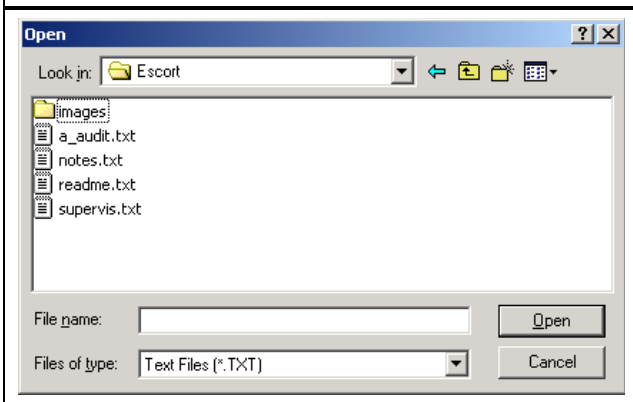 Open
Look in: Escort
images
a_audit.txt
notes.txt
readme.txt
supervis.txt
File name:
Open
Files of type: Text Files (*.TXT)
Cancel